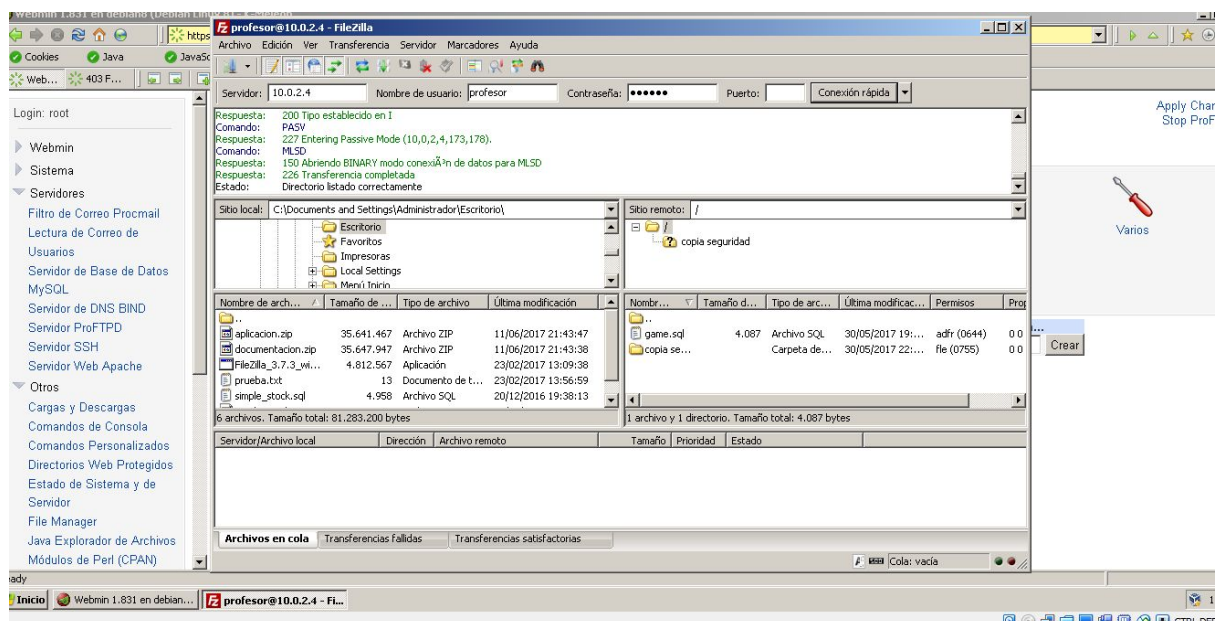 Webmin 1.831 en debian8 (Debian Linux 8)
https
Cookies Java JavaSc
Web... 403 F...
Login: root
Webmin
Sistema
Servidores
Filtro de Correo Procmail
Lectura de Correo de
Usuarios
Servidor de Base de Datos
MySQL
Servidor de DNS BIND
Servidor ProFTPD
Servidor SSH
Servidor Web Apache
Otros
Cargas y Descargas
Comandos de Consola
Comandos Personalizados
Directorios Web Protegidos
Estado de Sistema y de
Servidor
File Manager
Java Explorador de Archivos
Módulos de Perl (CPAN)
profesor@10.0.2.4 - FileZilla
Archivo Edición Ver Transferencia Servidor Marcadores Ayuda
Servidor: 10.0.2.4 Nombre de usuario: profesor Contraseña: ●●●●●● Puerto: Conexión rápida
Respuesta: 200 Tipo establecido en I
Comando: PASV
Respuesta: 227 Entering Passive Mode (10,0,2,4,173,178).
Comando: MLSD
Respuesta: 150 Abriendo BINARY modo conexiÃ³n de datos para MLSD
Respuesta: 226 Transferencia completada
Estado: Directorio listado correctamente
Sitio local: C:\Documents and Settings\Administrador\Escritorio\
Escritorio
Favoritos
Impresoras
Local Settings
Menú Inicio
Sitio remoto: /
/
copia seguridad
Nombre de arch... Tamaño de ... Tipo de archivo Última modificación
..
aplicacion.zip 35.641.467 Archivo ZIP 11/06/2017 21:43:47
documentacion.zip 35.647.947 Archivo ZIP 11/06/2017 21:43:38
FileZilla_3.7.3_wi... 4.812.567 Aplicación 23/02/2017 13:09:38
prueba.txt 13 Documento de t... 23/02/2017 13:56:59
simple_stock.sql 4.958 Archivo SQL 20/12/2016 19:38:13
6 archivos. Tamaño total: 81.283.200 bytes
Nombr... Tamaño d... Tipo de arc... Última modificac... Permisos Prop
..
game.sql 4.087 Archivo SQL 30/05/2017 19:... adfr (0644) 0 0
copia se... Carpeta de... 30/05/2017 22:... fle (0755) 0 0
1 archivo y 1 directorio. Tamaño total: 4.087 bytes
Servidor/Archivo local Dirección Archivo remoto Tamaño Prioridad Estado
Archivos en cola Transferencias fallidas Transferencias satisfactorias
Cola: vacía
Apply Char
Stop ProF
Varios
...
Crear
eady
Inicio Webmin 1.831 en debian... profesor@10.0.2.4 - Fi... 1